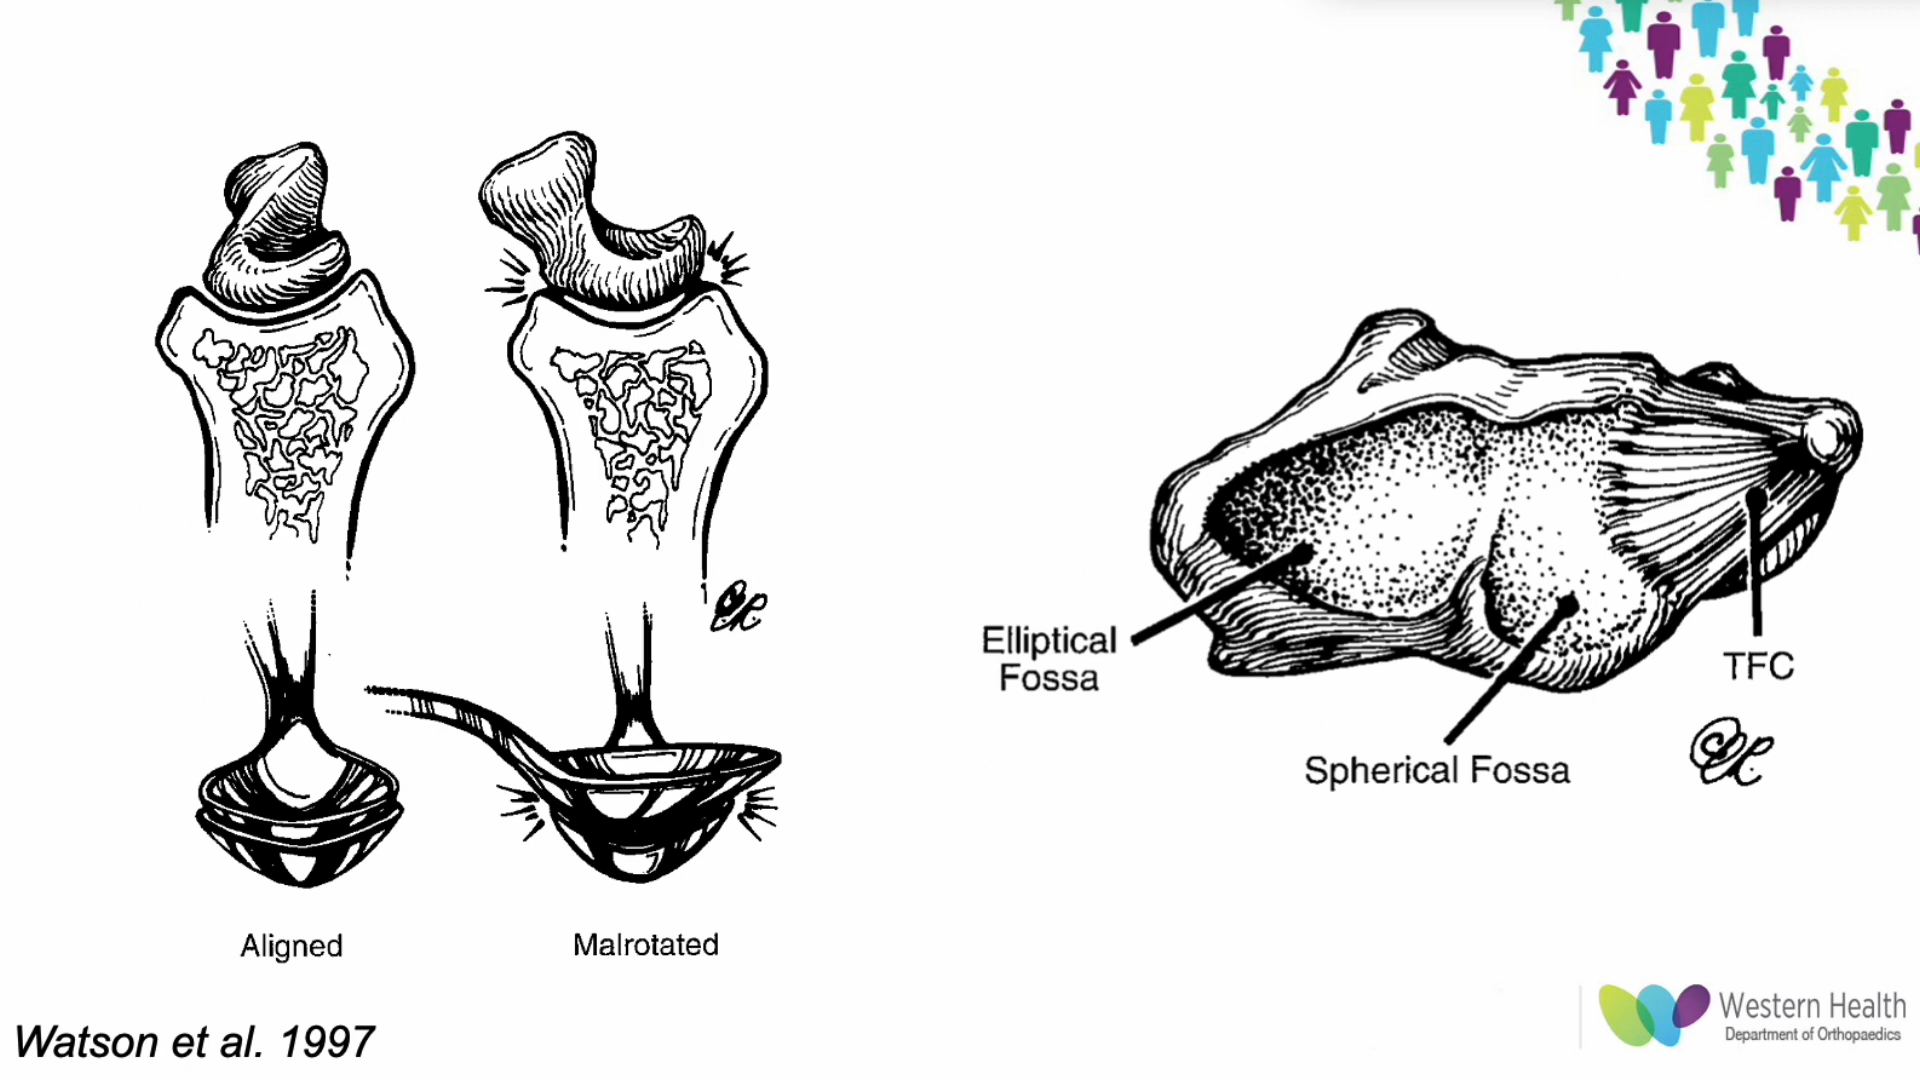 Elliptical
Fossa
TFC
Spherical Fossa
Aligned
Malrotated
Watson et al. 1997
Western Health
Department of Orthopaedics